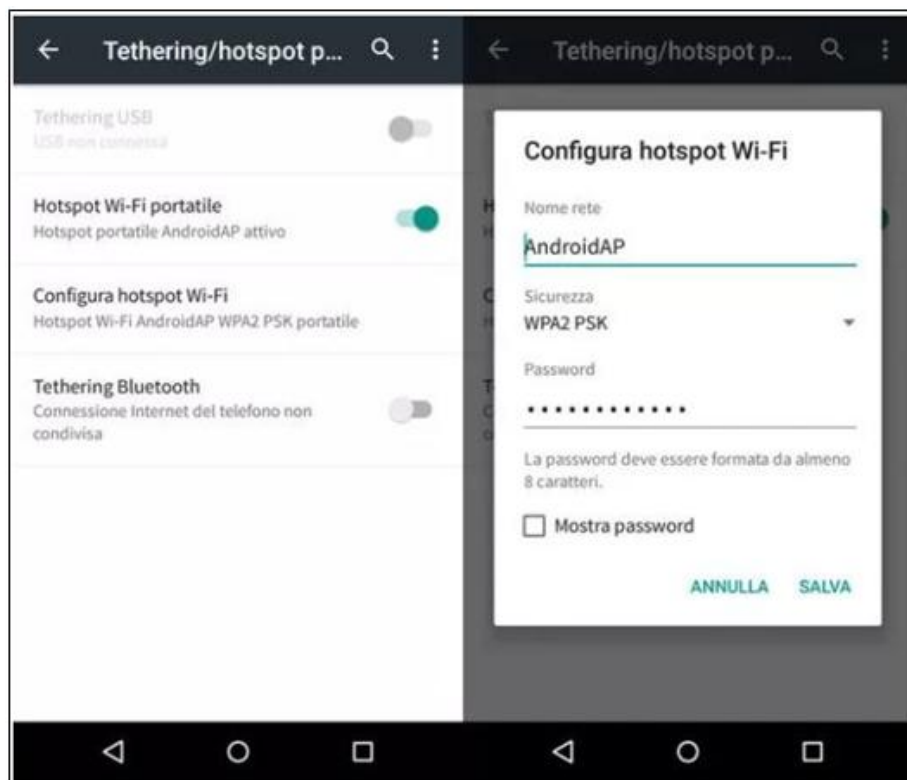 Tethering/hotspot p...
Tethering USB
USB non connessa
Hotspot Wi-Fi portatile
Hotspot portatile AndroidAP attivo
Configura hotspot Wi-Fi
Hotspot Wi-Fi AndroidAP WPA2 PSK portatile
Tethering Bluetooth
Connessione Internet del telefono non
condivisa
Tethering/hotspot p...
Configura hotspot Wi-Fi
Nome rete
AndroidAP
Sicurezza
WPA2 PSK
Password
••••••••••••
La password deve essere formata da almeno
8 caratteri.
Mostra password
ANNULLA SALVA